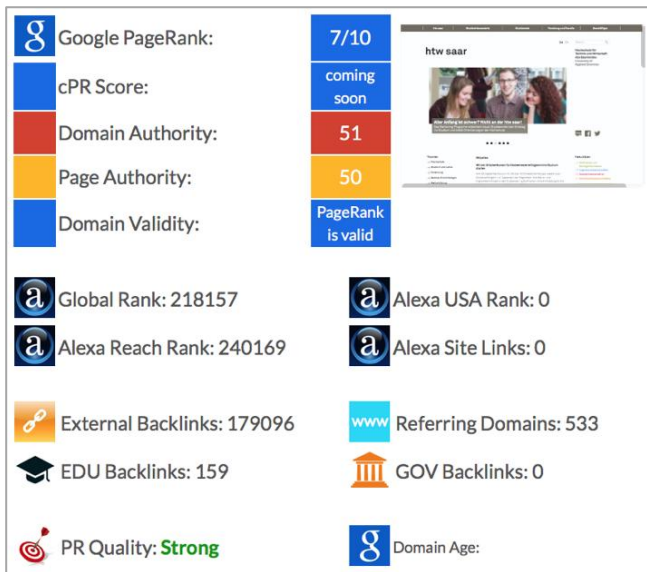 Google PageRank: 7/10
cPR Score: coming soon
Domain Authority: 51
Page Authority: 50
Domain Validity: PageRank is valid
htw saar
Global Rank: 218157
Alexa USA Rank: 0
Alexa Reach Rank: 240169
Alexa Site Links: 0
External Backlinks: 179096
www Referring Domains: 533
EDU Backlinks: 159
GOV Backlinks: 0
PR Quality: Strong
Domain Age: